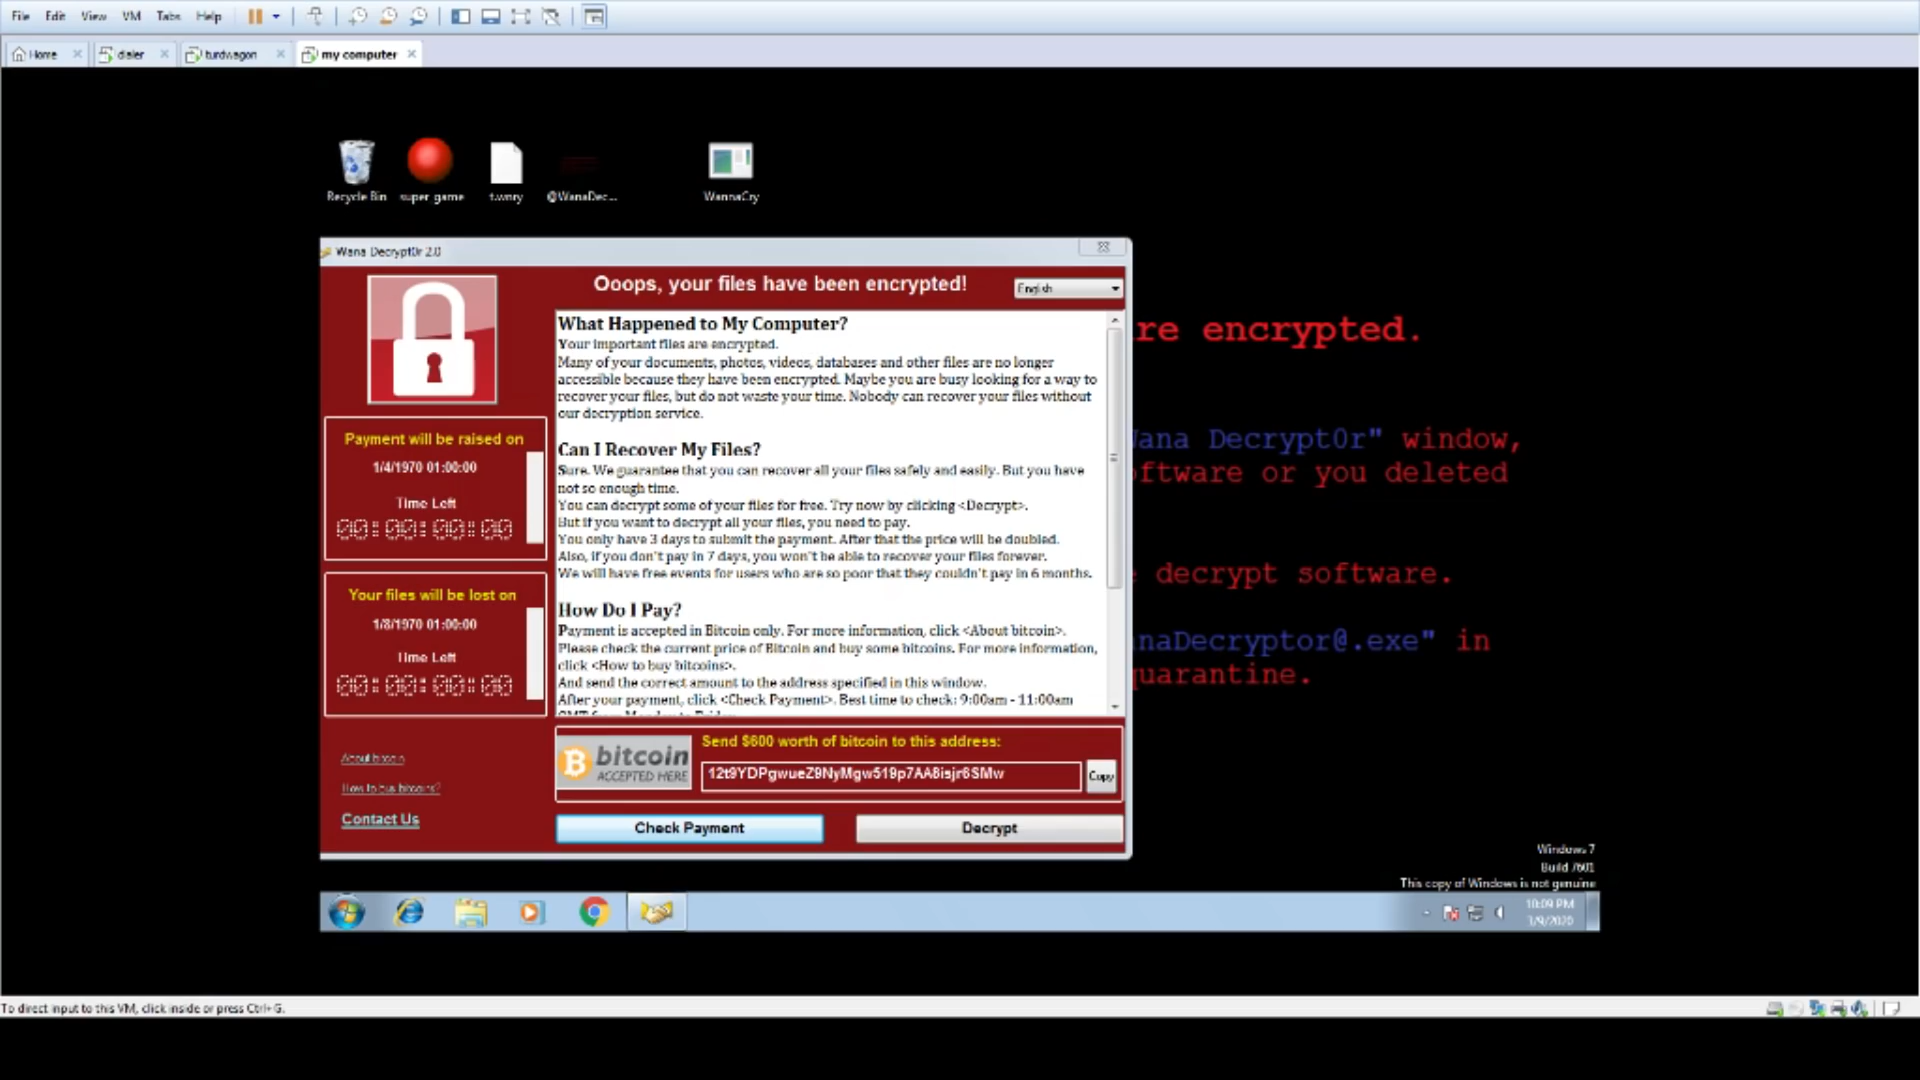 File Edit View VM Tabs Help
Home dialer turdwagon my computer
Recycle Bin super game t.wnry @WanaDec... WannaCry
Wana Decrypt0r 2.0
Ooops, your files have been encrypted!
English
What Happened to My Computer?
Your important files are encrypted.
Many of your documents, photos, videos, databases and other files are no longer
accessible because they have been encrypted. Maybe you are busy looking for a way to
recover your files, but do not waste your time. Nobody can recover your files without
our decryption service.
Can I Recover My Files?
Sure. We guarantee that you can recover all your files safely and easily. But you have
not so enough time.
You can decrypt some of your files for free. Try now by clicking <Decrypt>.
But if you want to decrypt all your files, you need to pay.
You only have 3 days to submit the payment. After that the price will be doubled.
Also, if you don't pay in 7 days, you won't be able to recover your files forever.
We will have free events for users who are so poor that they couldn't pay in 6 months.
How Do I Pay?
Payment is accepted in Bitcoin only. For more information, click <About bitcoin>.
Please check the current price of Bitcoin and buy some bitcoins. For more information,
click <How to buy bitcoins>.
And send the correct amount to the address specified in this window.
After your payment, click <Check Payment>. Best time to check: 9:00am - 11:00am
GMT from Monday to Friday.
Payment will be raised on
1/4/1970 01:00:00
Time Left
00:00:00:00
Your files will be lost on
1/8/1970 01:00:00
Time Left
00:00:00:00
About bitcoin
How to buy bitcoins?
Contact Us
bitcoin
ACCEPTED HERE
Send $600 worth of bitcoin to this address:
12t9YDPgwueZ9NyMgw519p7AA8isjr6SMw
Copy
Check Payment
Decrypt
re encrypted.
Wana Decrypt0r" window,
oftware or you deleted
e decrypt software.
anaDecryptor@.exe" in
quarantine.
Windows 7
Build 7601
This copy of Windows is not genuine
10:09 PM
3/9/2020
To direct input to this VM, click inside or press Ctrl+G.